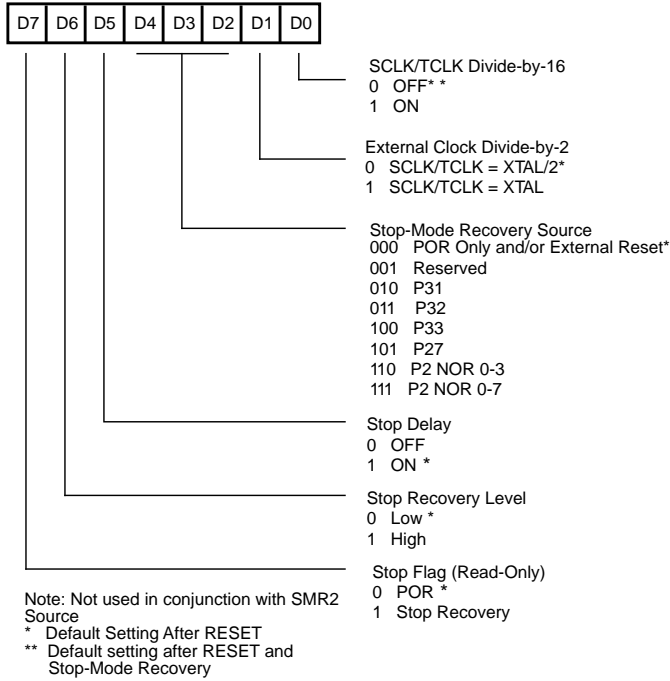 D7 D6 D5 D4 D3 D2 D1 D0
SCLK/TCLK Divide-by-16
0 OFF* *
1 ON
External Clock Divide-by-2
0 SCLK/TCLK = XTAL/2*
1 SCLK/TCLK = XTAL
Stop-Mode Recovery Source
000 POR Only and/or External Reset*
001 Reserved
010 P31
011 P32
100 P33
101 P27
110 P2 NOR 0-3
111 P2 NOR 0-7
Stop Delay
0 OFF
1 ON *
Stop Recovery Level
0 Low *
1 High
Stop Flag (Read-Only)
0 POR *
1 Stop Recovery
Note: Not used in conjunction with SMR2
Source
* Default Setting After RESET
** Default setting after RESET and
Stop-Mode Recovery